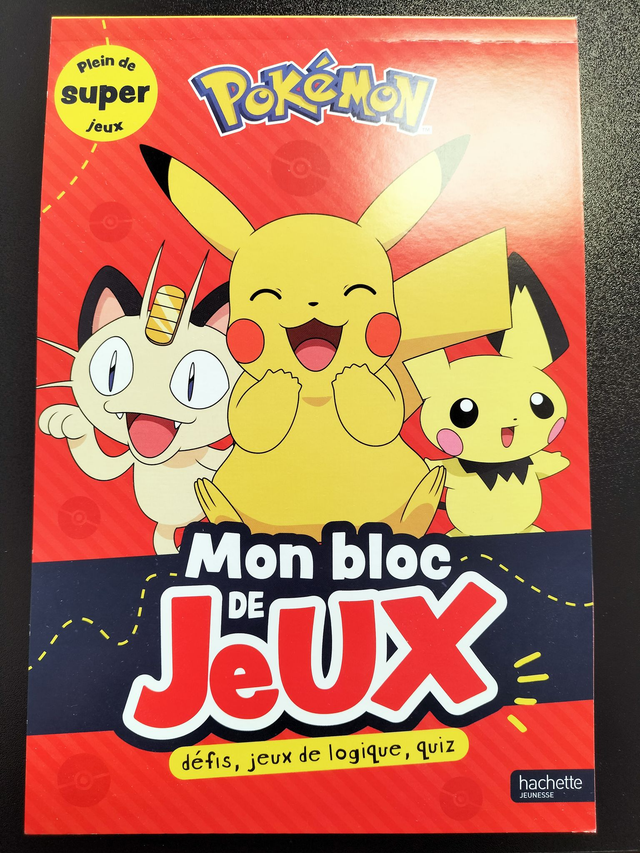 Plein de
super
jeux
POKÉMON
Mon bloc
DE
JeUX
défis, jeux de logique, quiz
hachette
JEUNESSE